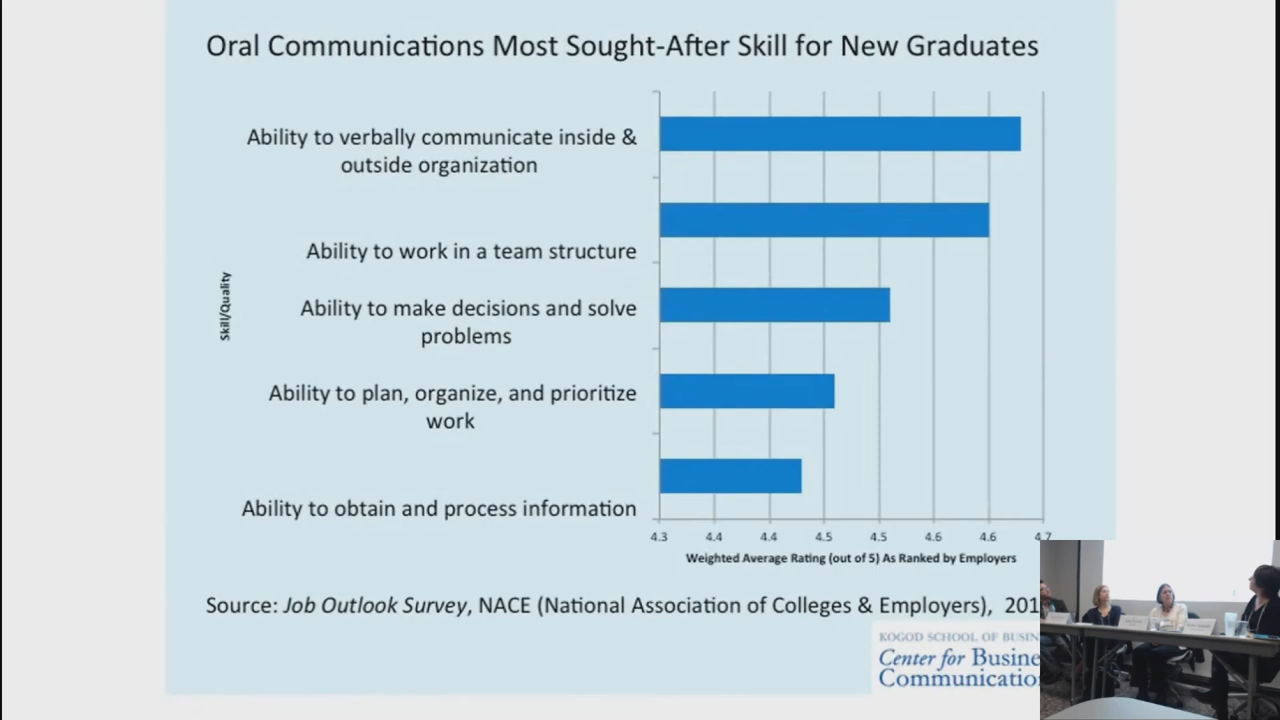 Oral Communications Most Sought-After Skill for New Graduates
Ability to verbally communicate inside &
outside organization
Ability to work in a team structure
Skill/Quality
Ability to make decisions and solve
problems
Ability to plan, organize, and prioritize
work
Ability to obtain and process information
4.3 4.4 4.4 4.5 4.5 4.6 4.6 4.7
Weighted Average Rating (out of 5) As Ranked by Employers
Source: Job Outlook Survey, NACE (National Association of Colleges & Employers), 201
KOGOD SCHOOL OF BUSIN
Center for Busine
Communicatio